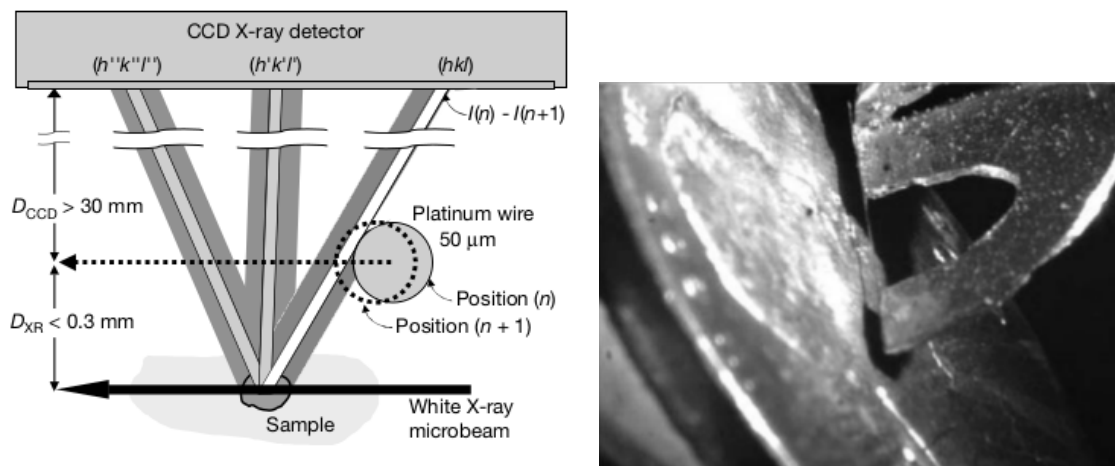 CCD X-ray detector
(h''k''l'') (h'k'l') (hkl)
I(n) - I(n+1)
D_CCD > 30 mm
Platinum wire
50 μm
Position (n)
D_XR < 0.3 mm
Position (n + 1)
White X-ray
microbeam
Sample